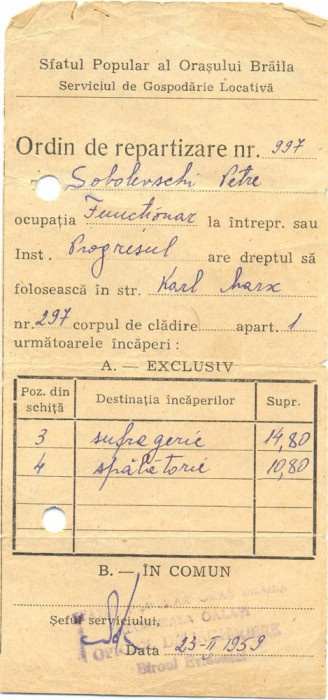 Sfatul Popular al Orașului Brăila
Serviciul de Gospodărie Locativă
Ordin de repartizare nr. 997
Sobolevschi Petre
ocupația Funcționar la întrepr. sau
Inst. Progresul are dreptul să
folosească în str. Karl Marx
nr. 297 corpul de clădire apart. 1
următoarele încăperi :
A. — EXCLUSIV
Poz. din schiță Destinația încăperilor Supr.
3 sufragerie 14,80
4 spălătorie 10,80
B. — ÎN COMUN
Șeful serviciului,
Data 23-II 1959